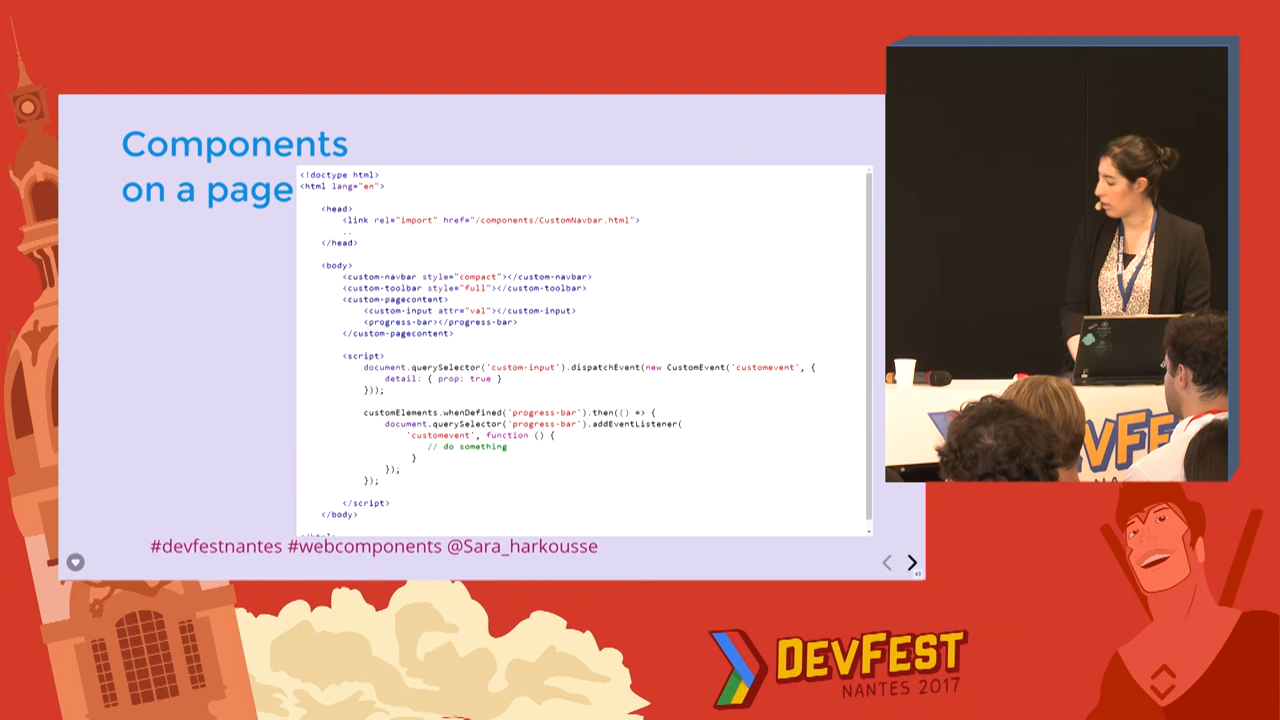 Components
on a page
<!doctype html>
<html lang="en">
<head>
<link rel="import" href="/components/CustomNavbar.html">
..
</head>
<body>
<custom-navbar style="compact"></custom-navbar>
<custom-toolbar style="full"></custom-toolbar>
<custom-pagecontent>
<custom-input attr="val"></custom-input>
<progress-bar></progress-bar>
</custom-pagecontent>
<script>
document.querySelector('custom-input').dispatchEvent(new CustomEvent('customevent', {
detail: { prop: true }
}));
customElements.whenDefined('progress-bar').then(() => {
document.querySelector('progress-bar').addEventListener(
'customevent', function () {
// do something
}
});
});
</script>
</body>
#devfestnantes #webcomponents @Sara_harkousse
43
DEVFEST
NANTES 2017